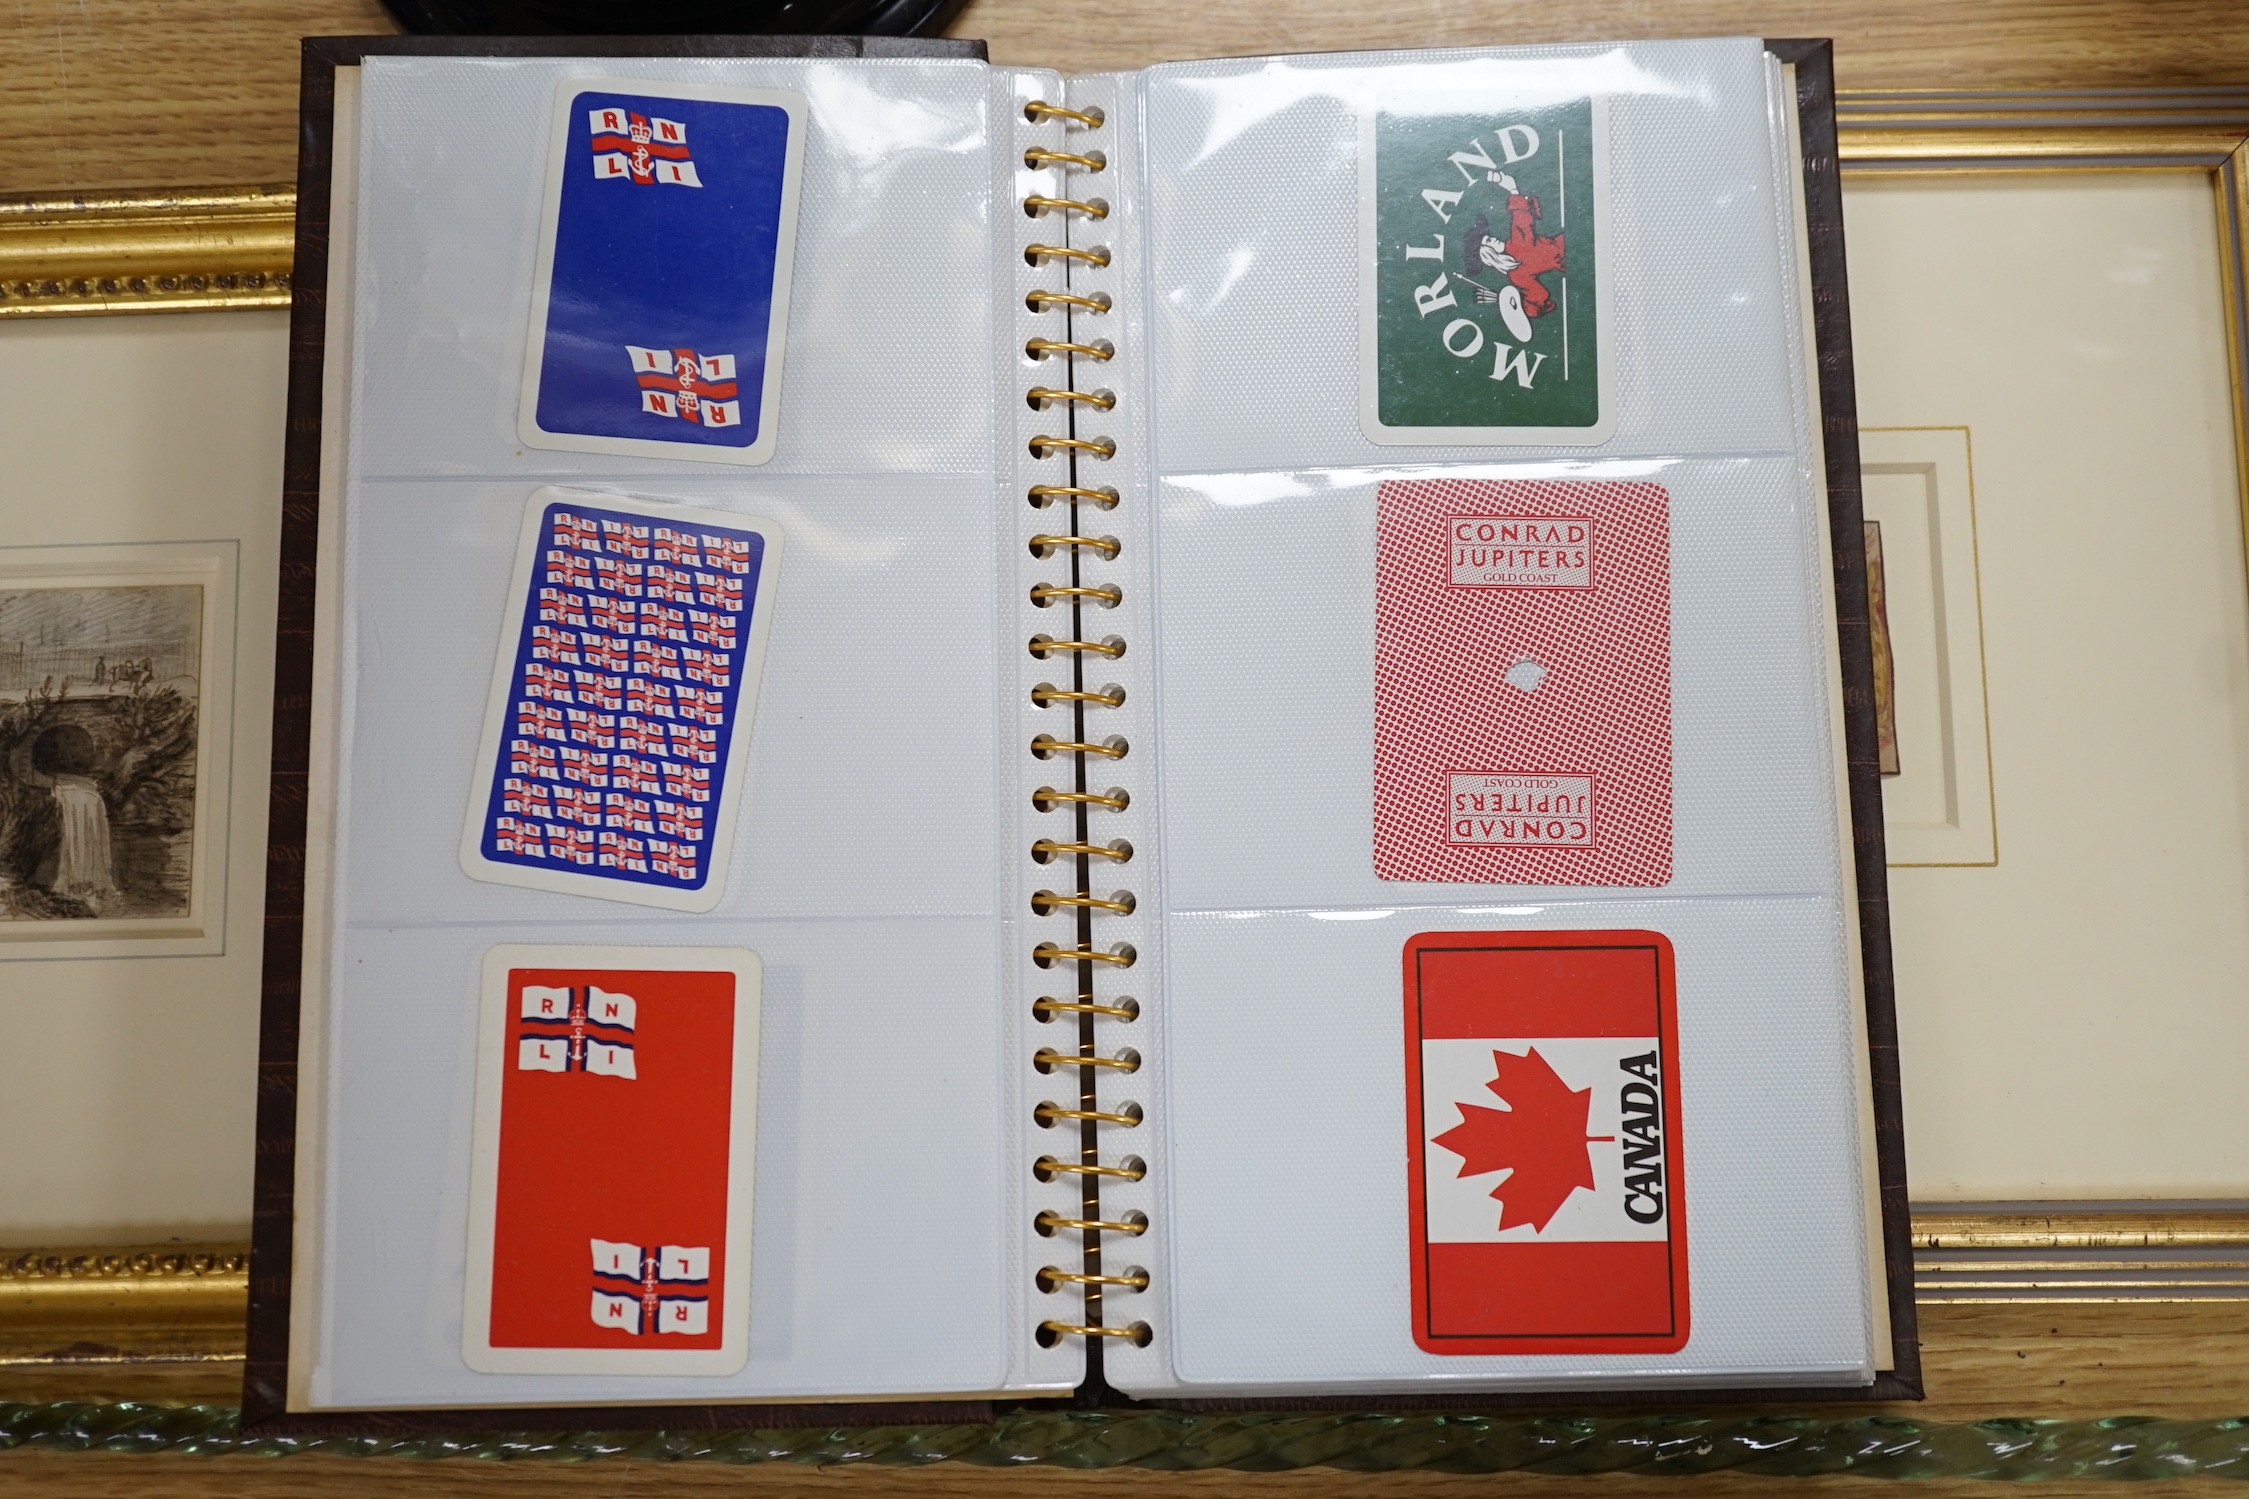 R N
L I
R N
L I
R N
L I
R N
L I
MORLAND
CONRAD
JUPITERS
GOLD COAST
CONRAD
JUPITERS
GOLD COAST
CANADA